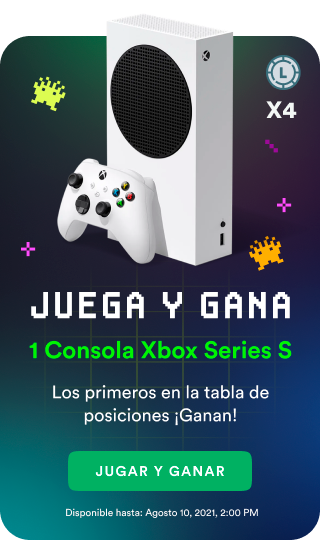 L
X4
JUEGA Y GANA
1 Consola Xbox Series S
Los primeros en la tabla de
posiciones ¡Ganan!
JUGAR Y GANAR
Disponible hasta: Agosto 10, 2021, 2:00 PM